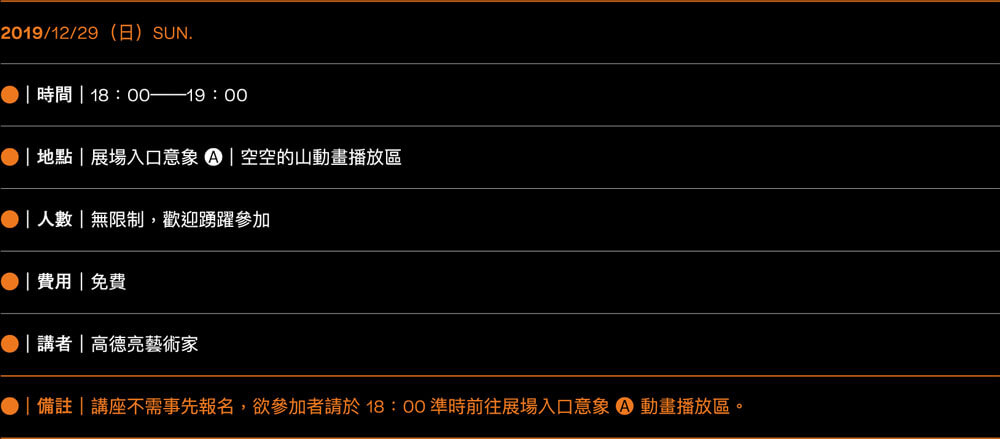 2019/12/29（日）SUN.
●｜時間｜18：00——19：00
●｜地點｜展場入口意象 Ⓐ｜空空的山動畫播放區
●｜人數｜無限制，歡迎踴躍參加
●｜費用｜免費
●｜講者｜高德亮藝術家
●｜備註｜講座不需事先報名，欲參加者請於 18：00 準時前往展場入口意象 Ⓐ 動畫播放區。